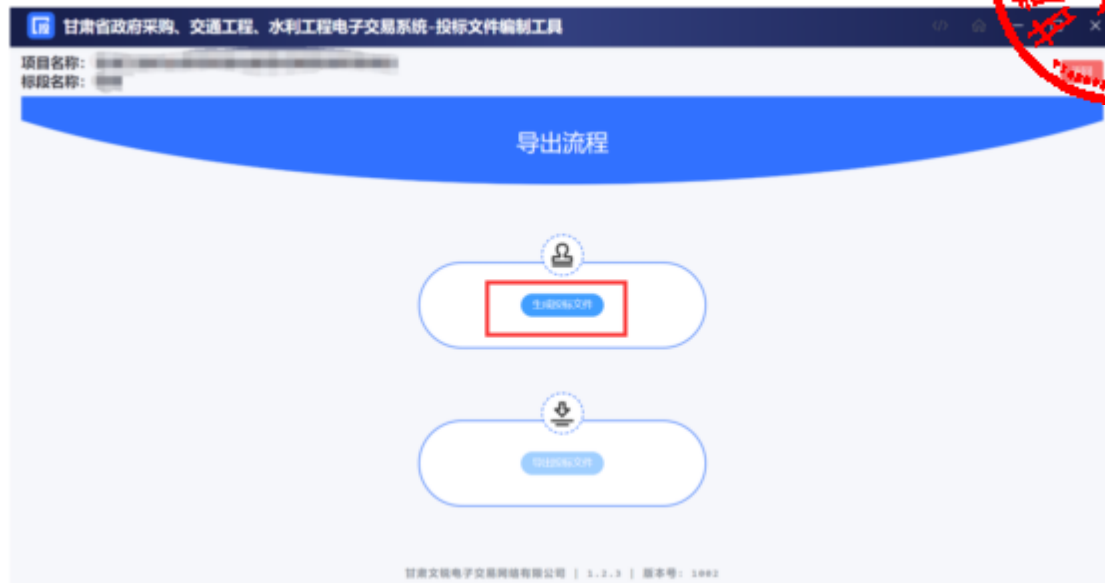 甘肃省政府采购、交通工程、水利工程电子交易系统-投标文件编制工具
项目名称：
标段名称：
导出流程
生成投标文件
导出投标文件
甘肃文锐电子交易网络有限公司 | 1.2.3 | 版本号: 1002